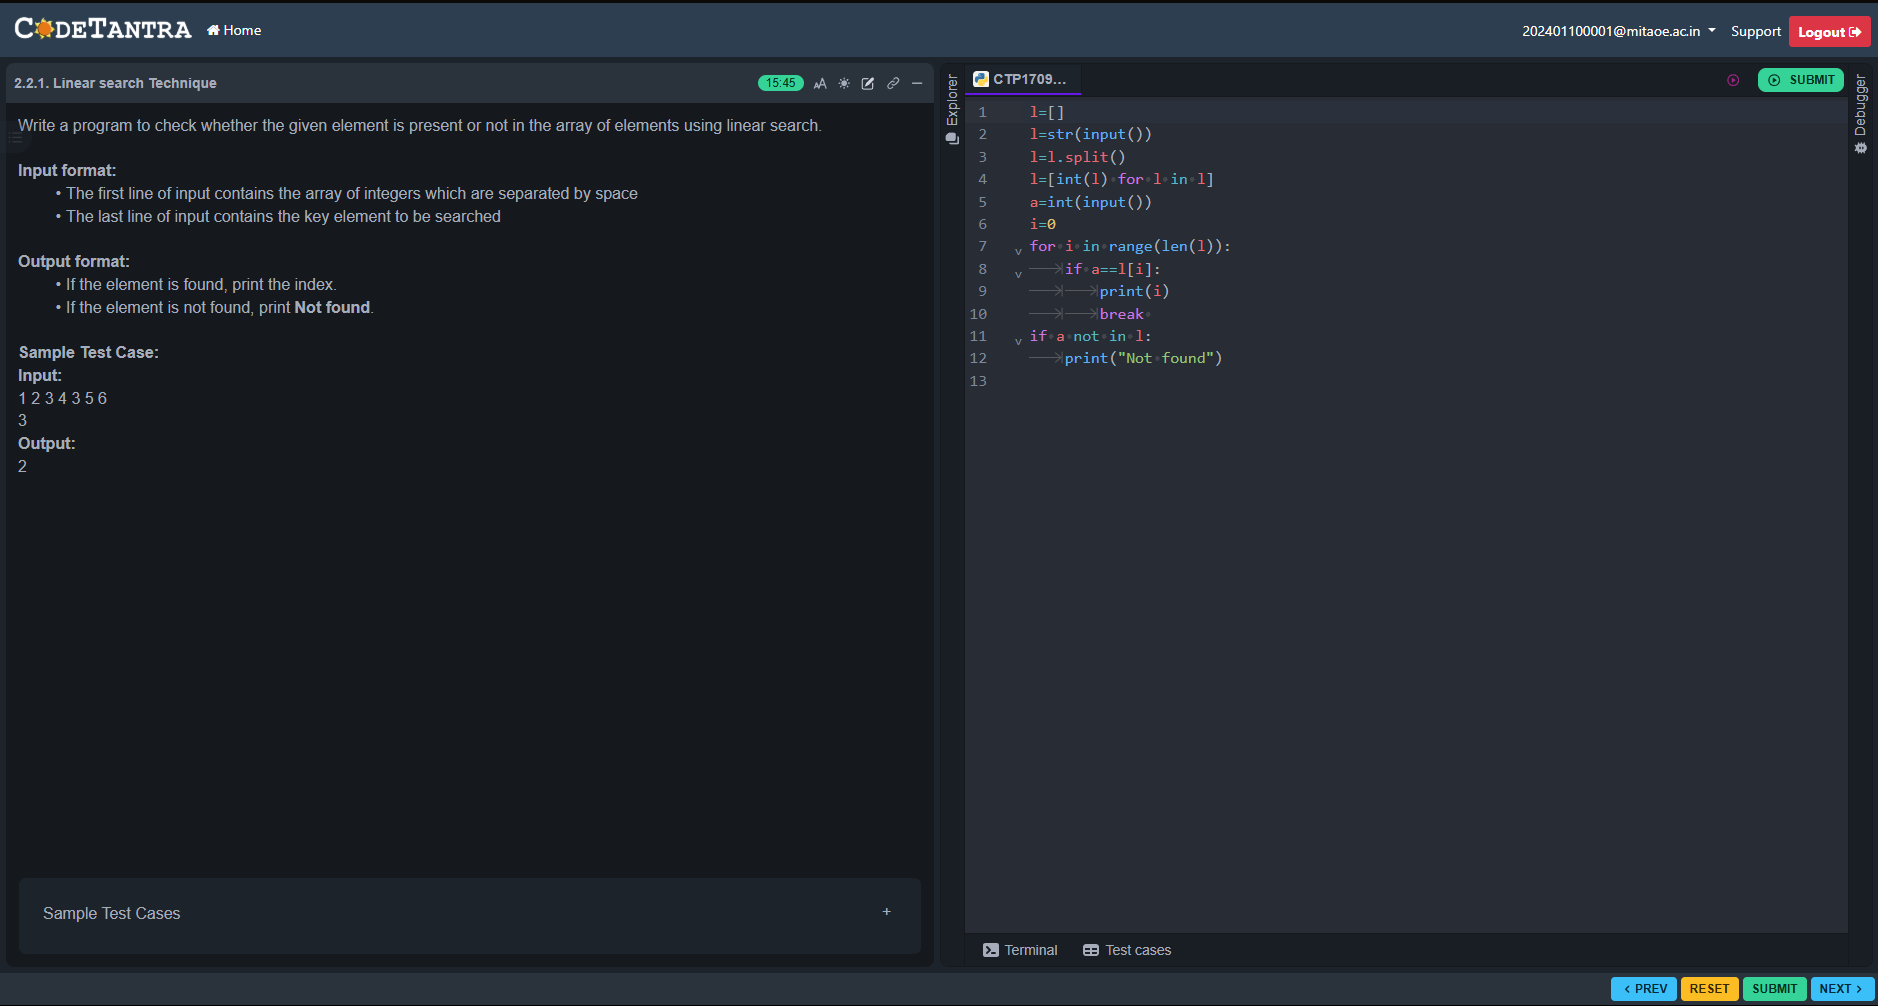 CODETANTRA Home 202401100001@mitaoe.ac.in Support Logout
2.2.1. Linear search Technique 15:45 AA
Write a program to check whether the given element is present or not in the array of elements using linear search.
Input format:
• The first line of input contains the array of integers which are separated by space
• The last line of input contains the key element to be searched
Output format:
• If the element is found, print the index.
• If the element is not found, print Not found.
Sample Test Case:
Input:
1 2 3 4 3 5 6
3
Output:
2
Sample Test Cases +
Explorer
CTP1709...
SUBMIT
Debugger
1 l=[]
2 l=str(input())
3 l=l.split()
4 l=[int(l) for l in l]
5 a=int(input())
6 i=0
7 for i in range(len(l)):
8 if a==l[i]:
9 print(i)
10 break
11 if a not in l:
12 print("Not found")
13
Terminal Test cases
< PREV RESET SUBMIT NEXT >